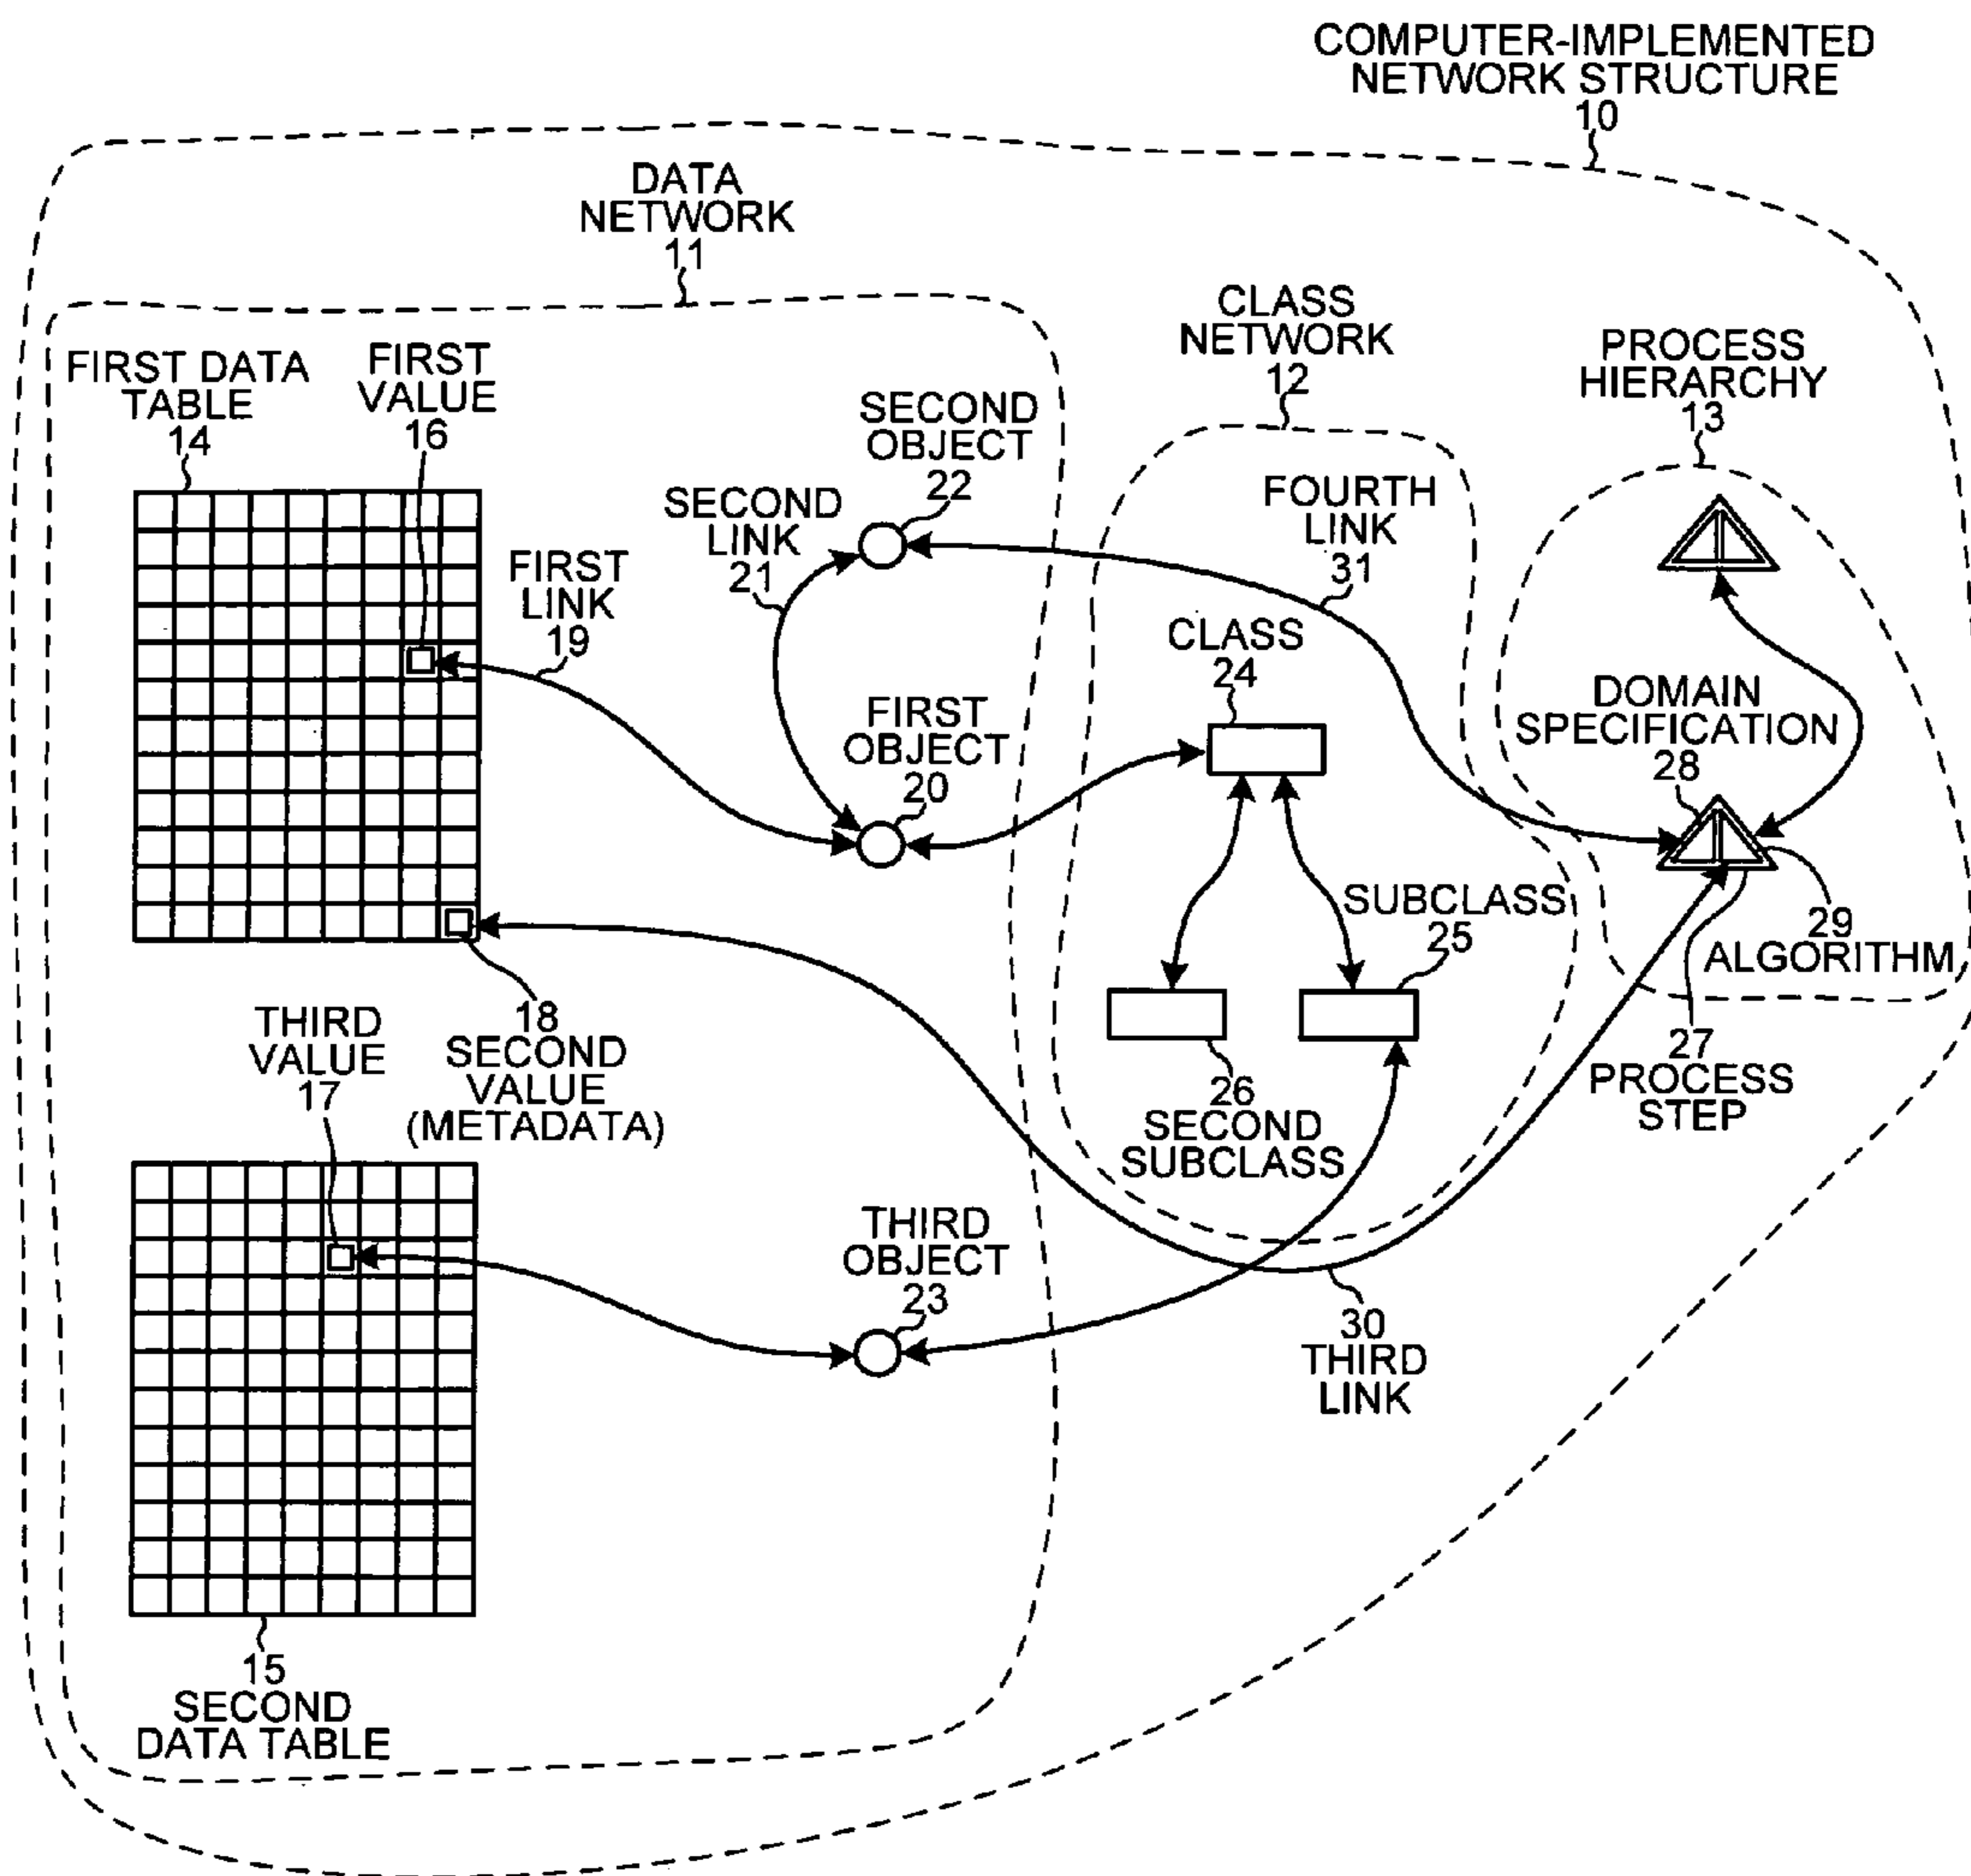 COMPUTER-IMPLEMENTED
NETWORK STRUCTURE
10
DATA
NETWORK
11
CLASS
NETWORK
12
PROCESS
HIERARCHY
13
FIRST DATA
TABLE
14
FIRST
VALUE
16
SECOND
OBJECT
22
SECOND
LINK
21
FIRST
LINK
19
FOURTH
LINK
31
CLASS
24
FIRST
OBJECT
20
DOMAIN
SPECIFICATION
28
SUBCLASS
25
29
ALGORITHM
27
PROCESS
STEP
18
SECOND
VALUE
(METADATA)
THIRD
VALUE
17
26
SECOND
SUBCLASS
THIRD
OBJECT
23
30
THIRD
LINK
15
SECOND
DATA TABLE